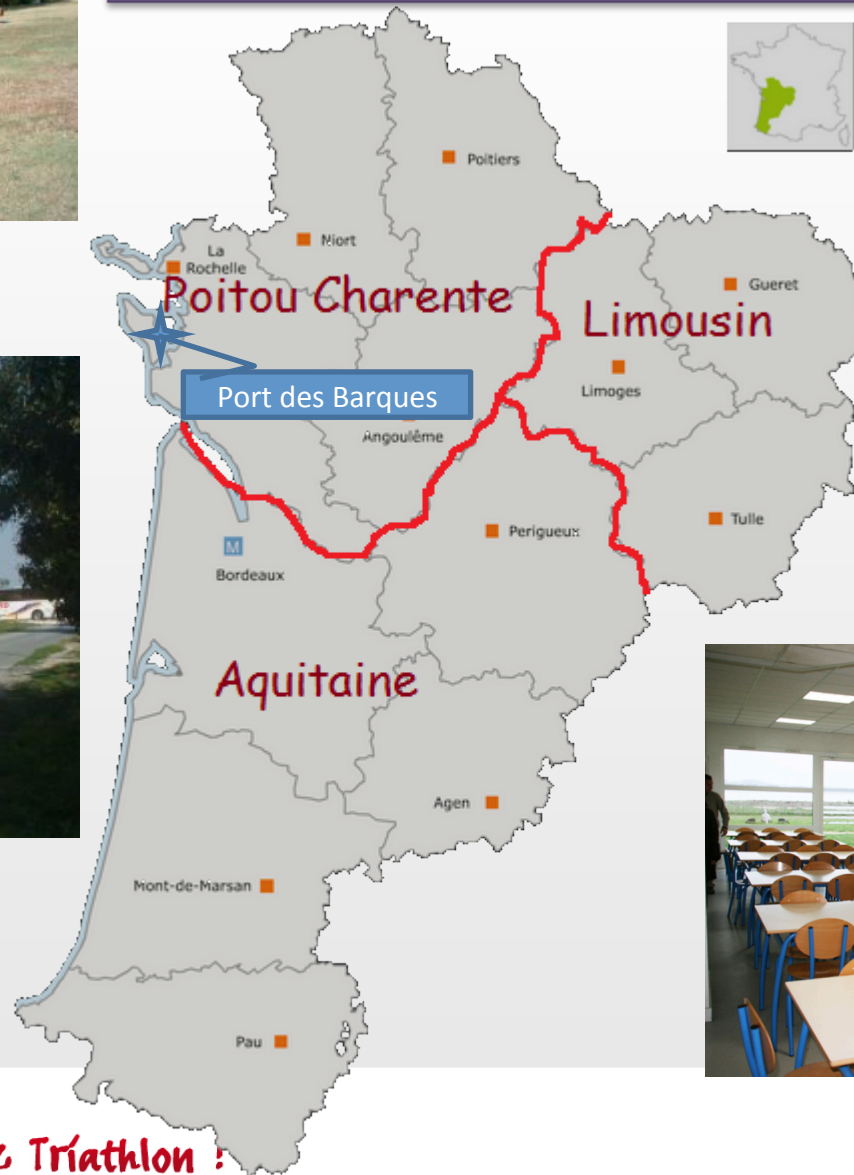 Poitiers
Niort
La
Rochelle
Gueret
Poitou Charente
Limousin
Limoges
Port des Barques
Angoulême
Tulle
Perigueux
M
Bordeaux
Aquitaine
Agen
Mont-de-Marsan
Pau
Triathlon :